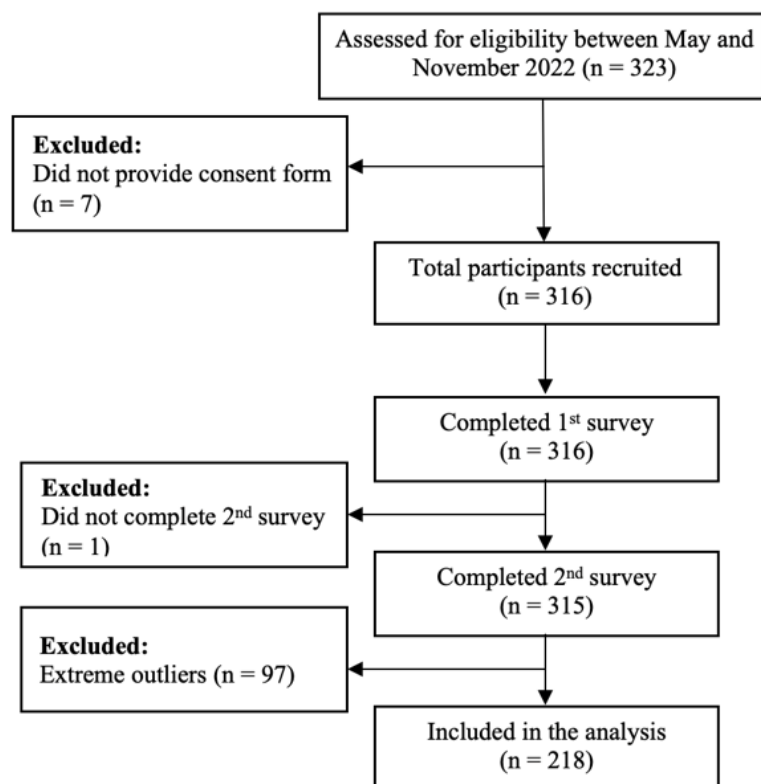 Assessed for eligibility between May and
November 2022 (n = 323)
Excluded:
Did not provide consent form
(n = 7)
Total participants recruited
(n = 316)
Completed 1st survey
(n = 316)
Excluded:
Did not complete 2nd survey
(n = 1)
Completed 2nd survey
(n = 315)
Excluded:
Extreme outliers (n = 97)
Included in the analysis
(n = 218)